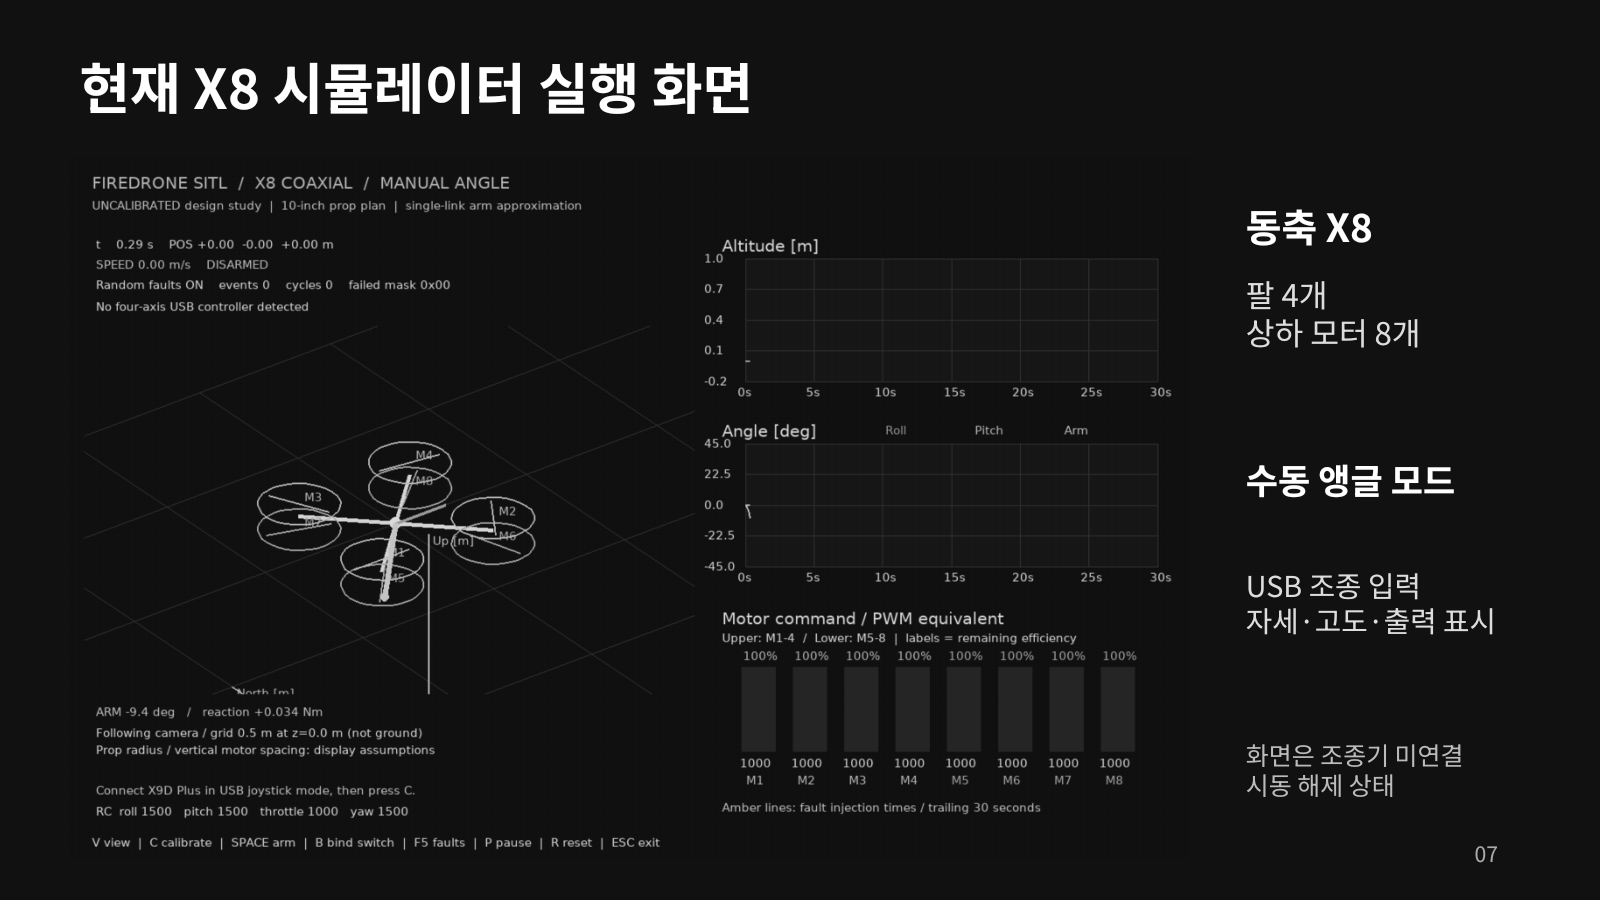 현재 X8 시뮬레이터 실행 화면
FIREDRONE SITL / X8 COAXIAL / MANUAL ANGLE
UNCALIBRATED design study | 10-inch prop plan | single-link arm approximation
t 0.29 s POS +0.00 -0.00 +0.00 m
SPEED 0.00 m/s DISARMED
Random faults ON events 0 cycles 0 failed mask 0x00
No four-axis USB controller detected
M4
M8
M3
M2
M6
M1
M5
Up [m]
North [m]
ARM -9.4 deg / reaction +0.034 Nm
Following camera / grid 0.5 m at z=0.0 m (not ground)
Prop radius / vertical motor spacing: display assumptions
Connect X9D Plus in USB joystick mode, then press C.
RC roll 1500 pitch 1500 throttle 1000 yaw 1500
V view | C calibrate | SPACE arm | B bind switch | F5 faults | P pause | R reset | ESC exit
Altitude [m]
1.0
0.7
0.4
0.1
-0.2
0s 5s 10s 15s 20s 25s 30s
Angle [deg] Roll Pitch Arm
45.0
22.5
0.0
-22.5
-45.0
0s 5s 10s 15s 20s 25s 30s
Motor command / PWM equivalent
Upper: M1-4 / Lower: M5-8 | labels = remaining efficiency
100% 100% 100% 100% 100% 100% 100% 100%
1000 1000 1000 1000 1000 1000 1000 1000
M1 M2 M3 M4 M5 M6 M7 M8
Amber lines: fault injection times / trailing 30 seconds
동축 X8
팔 4개
상하 모터 8개
수동 앵글 모드
USB 조종 입력
자세·고도·출력 표시
화면은 조종기 미연결
시동 해제 상태
07